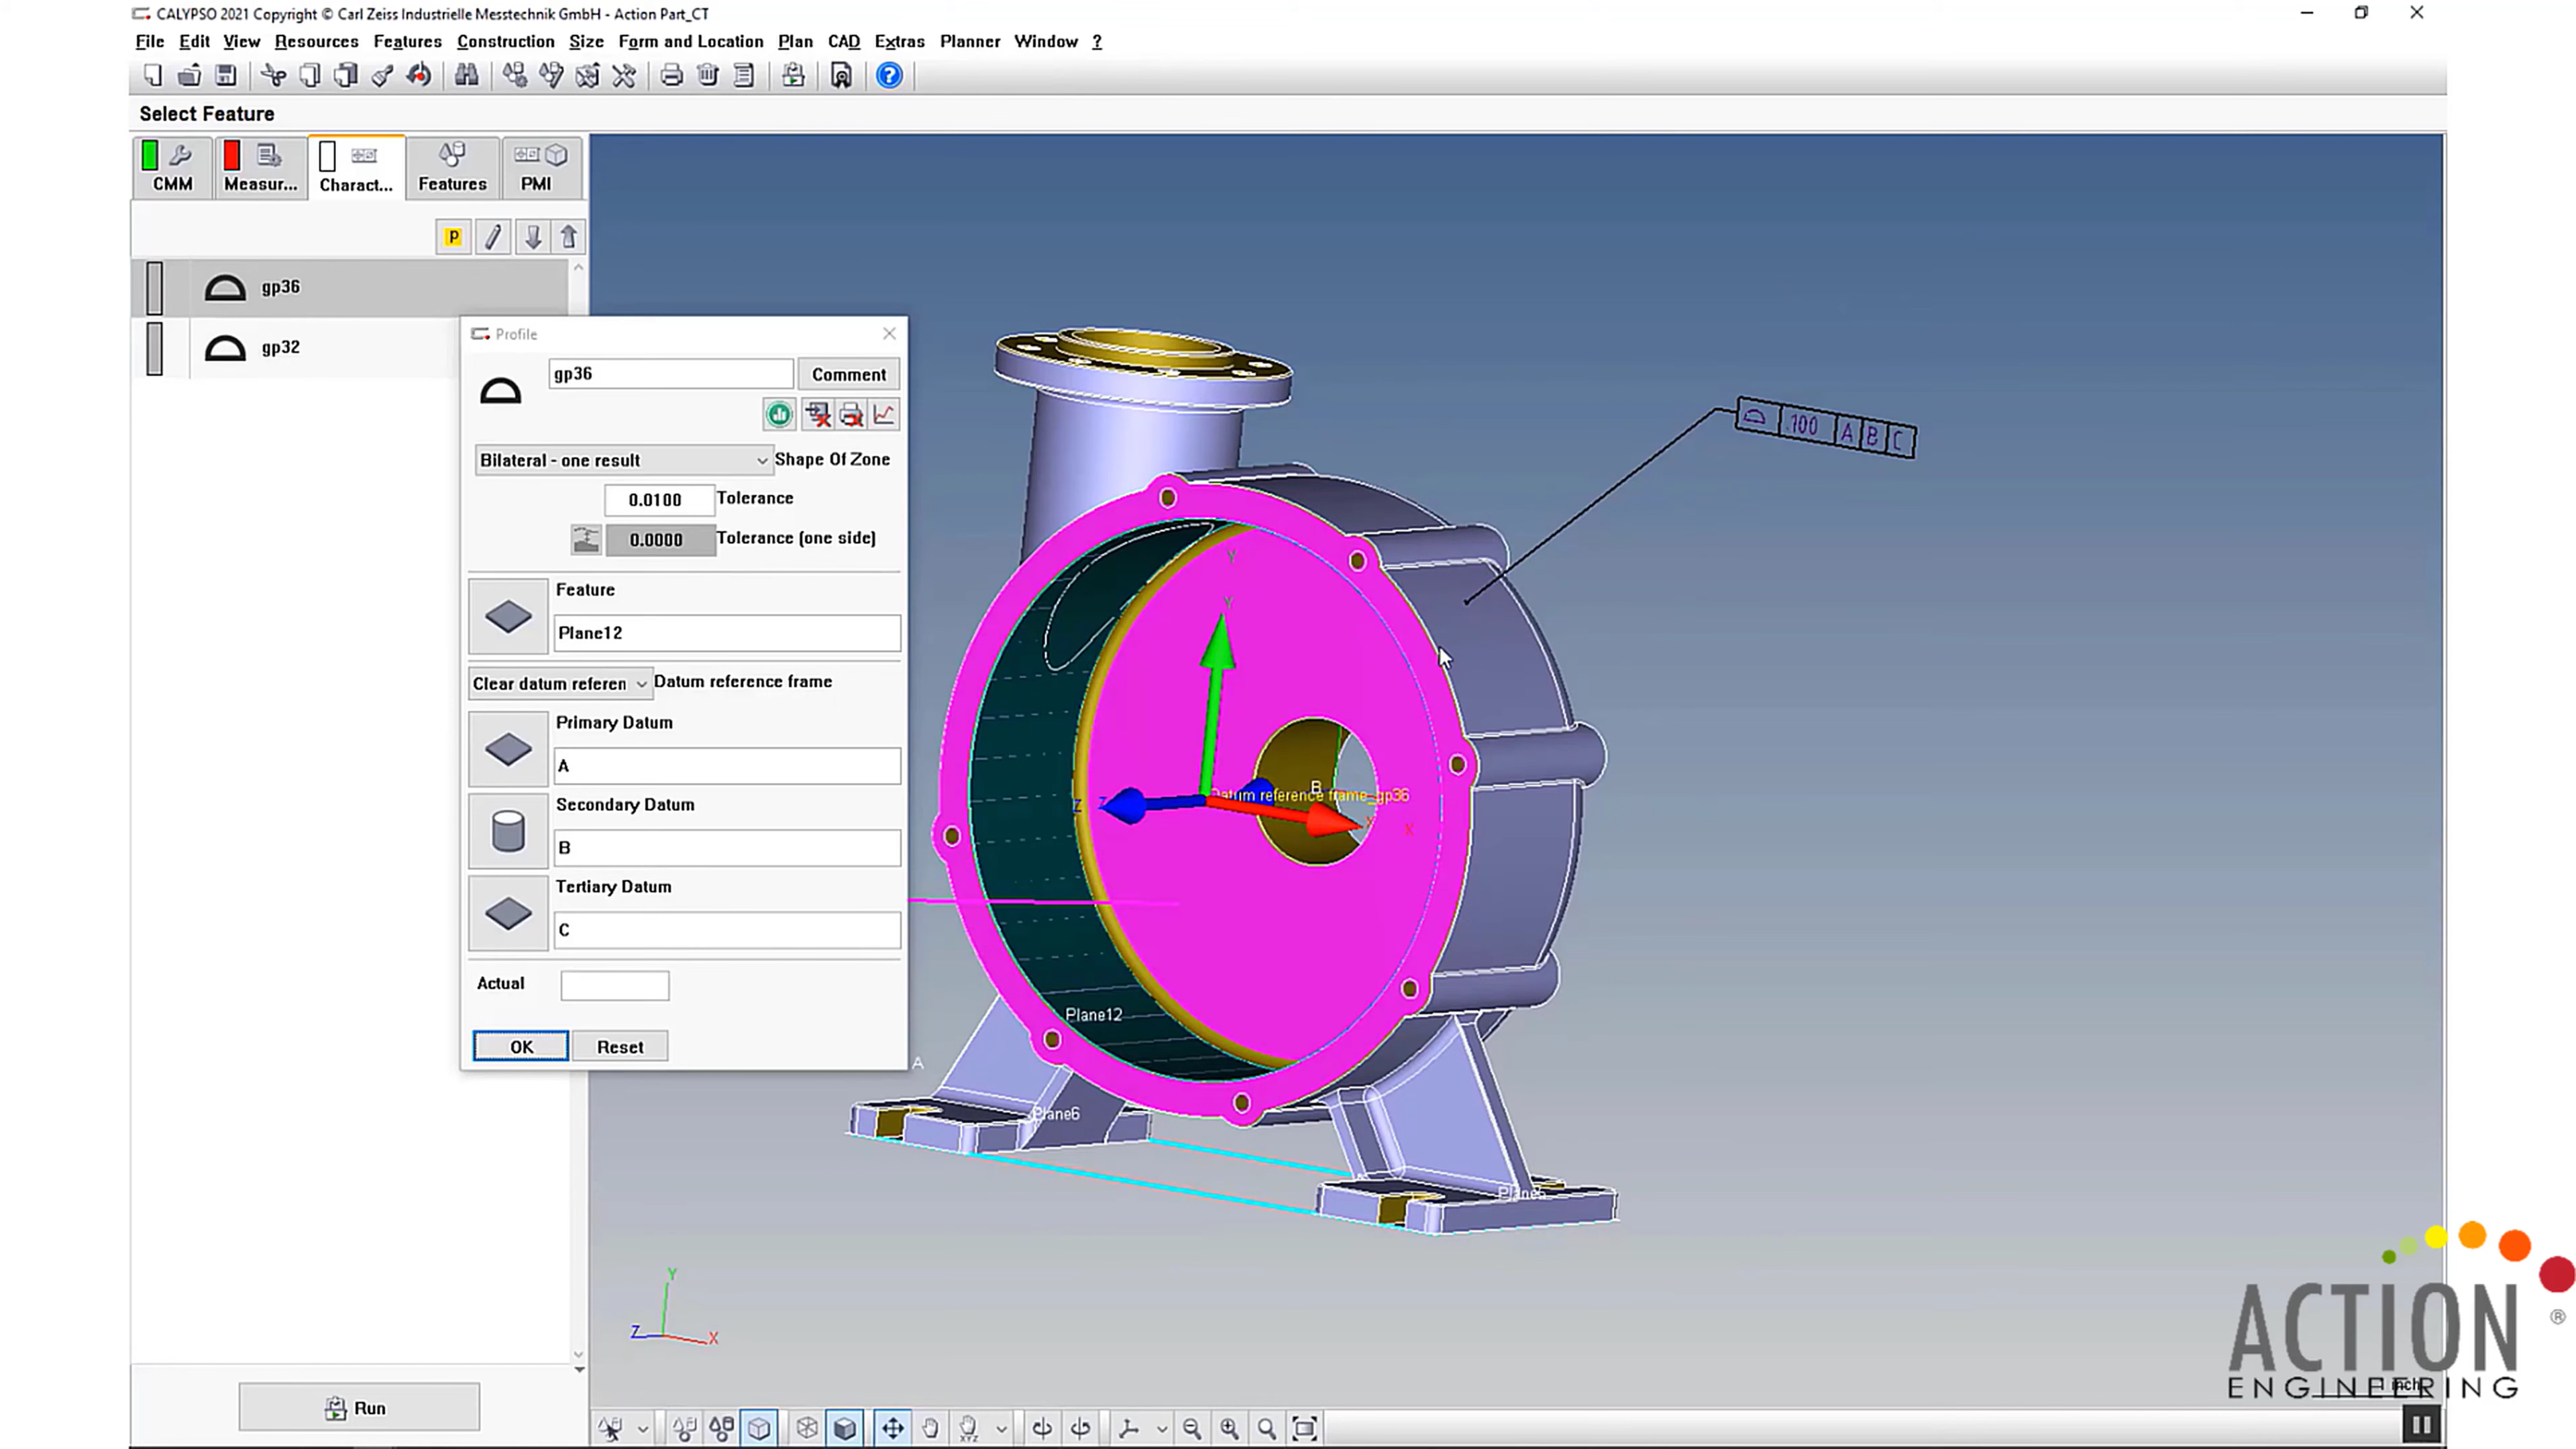 CALYPSO 2021 Copyright © Carl Zeiss Industrielle Messtechnik GmbH - Action Part_CT
File Edit View Resources Features Construction Size Form and Location Plan CAD Extras Planner Window ?
Select Feature
CMM Measur... Charact... Features PMI
p
gp36
gp32
Profile
gp36 Comment
Bilateral - one result Shape Of Zone
0.0100 Tolerance
0.0000 Tolerance (one side)
Feature
Plane12
Clear datum referen Datum reference frame
Primary Datum
A
Secondary Datum
B
Tertiary Datum
C
Actual
OK Reset
Run
.100 A B C
Y
Y
B
Z Z
Datum reference frame_gp36
X X
Plane12
A
Plane6
Y
Z X
XYZ
ACTION
®
ENGINEERING
1 inch